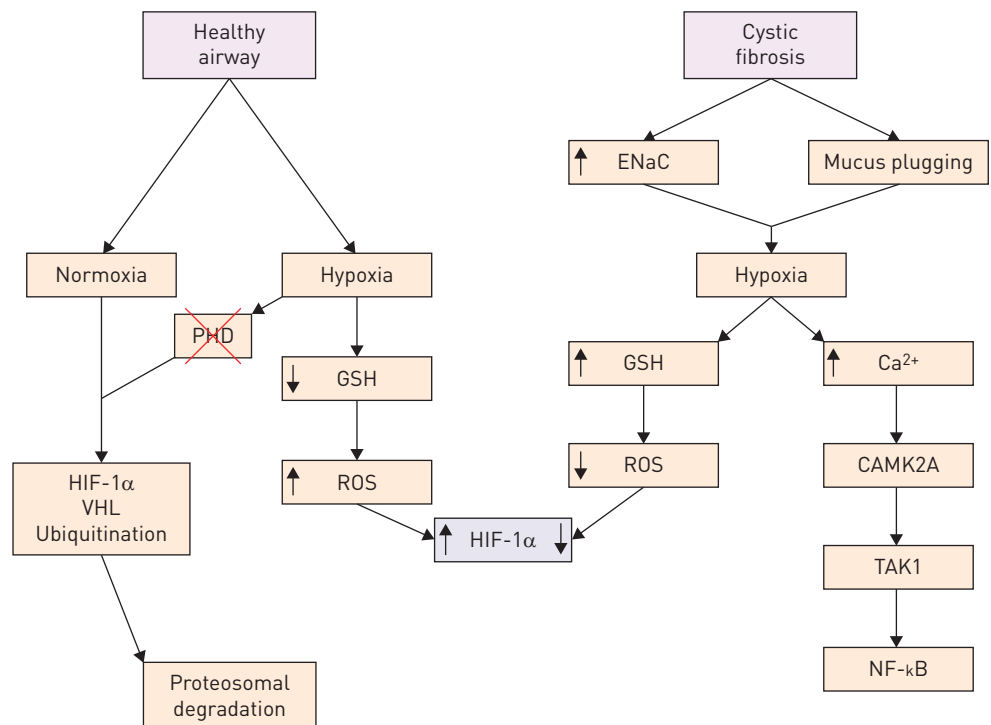 Healthy
airway
Cystic
fibrosis
↑ ENaC
Mucus plugging
Normoxia
Hypoxia
Hypoxia
PHD
↓ GSH
↑ GSH
↑ Ca²⁺
HIF-1α
VHL
Ubiquitination
↑ ROS
↓ ROS
CAMK2A
↑ HIF-1α ↓
TAK1
NF-κB
Proteosomal
degradation